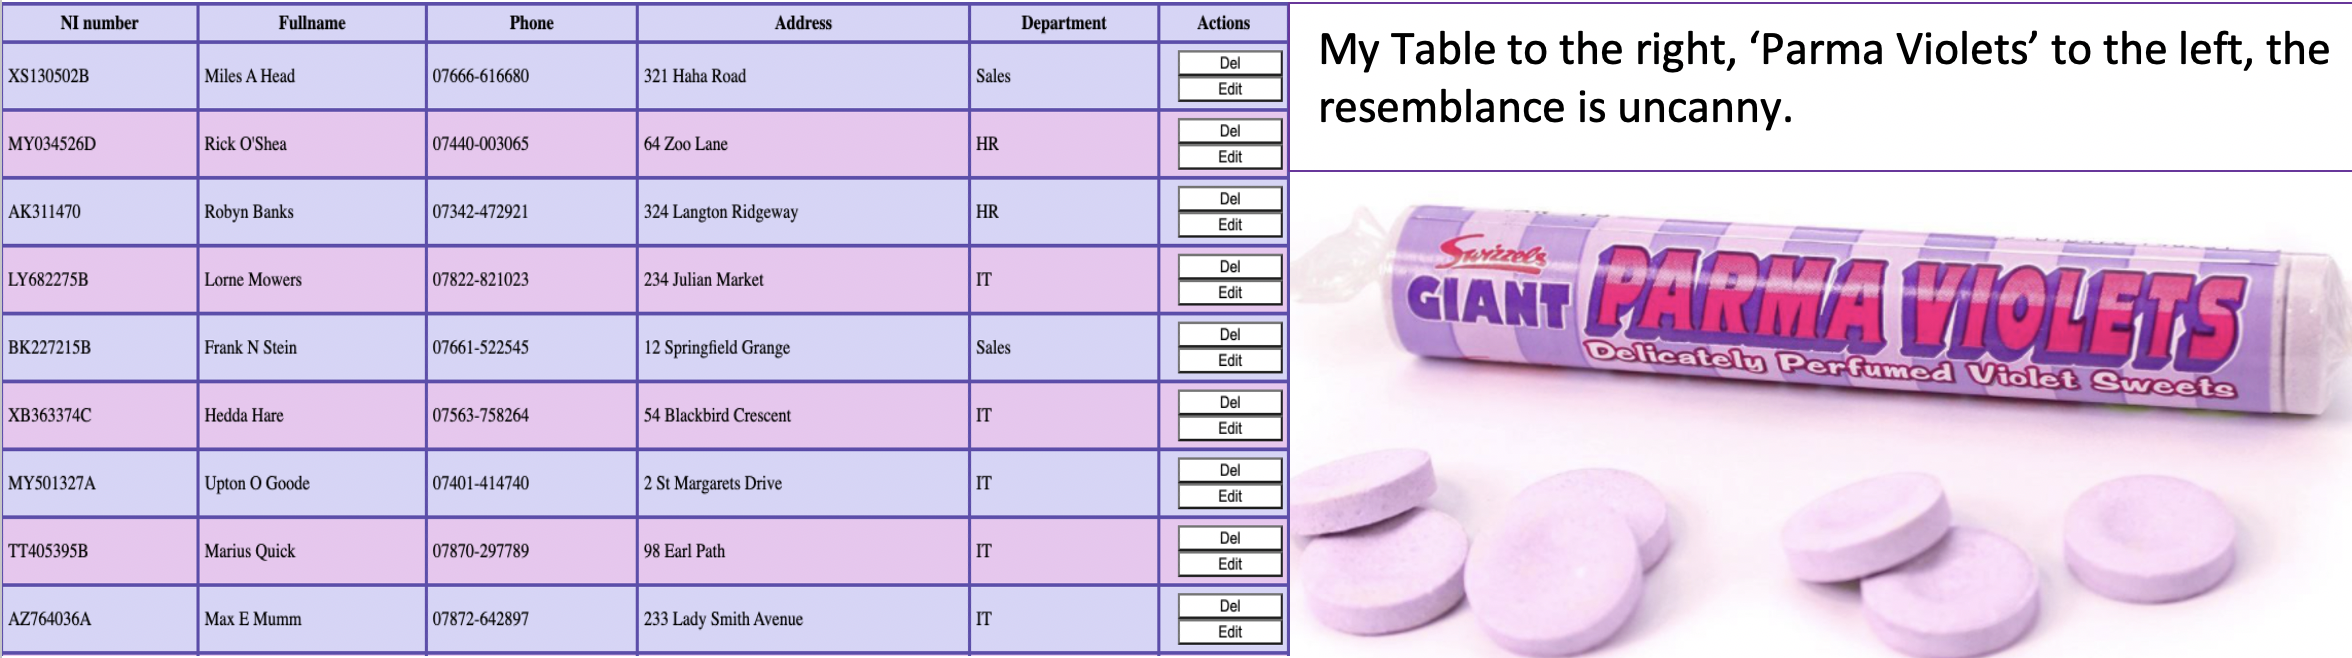 NI number Fullname Phone Address Department Actions
XS130502B Miles A Head 07666-616680 321 Haha Road Sales Del
Edit
MY034526D Rick O'Shea 07440-003065 64 Zoo Lane HR Del
Edit
AK311470 Robyn Banks 07342-472921 324 Langton Ridgeway HR Del
Edit
LY682275B Lorne Mowers 07822-821023 234 Julian Market IT Del
Edit
BK227215B Frank N Stein 07661-522545 12 Springfield Grange Sales Del
Edit
XB363374C Hedda Hare 07563-758264 54 Blackbird Crescent IT Del
Edit
MY501327A Upton O Goode 07401-414740 2 St Margarets Drive IT Del
Edit
TT405395B Marius Quick 07870-297789 98 Earl Path IT Del
Edit
AZ764036A Max E Mumm 07872-642897 233 Lady Smith Avenue IT Del
Edit
My Table to the right, ‘Parma Violets’ to the left, the
resemblance is uncanny.
Swizzels
GIANT PARMA VIOLETS
Delicately Perfumed Violet Sweets